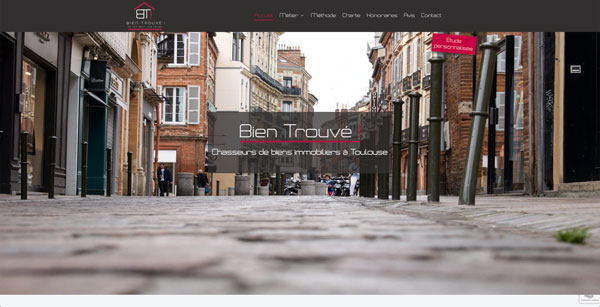 BT
BIEN TROUVÉ !
Accueil Métier Méthode Charte Honoraires Avis Contact
Etude
personnalisée
Bien Trouvé !
Chasseurs de biens immobiliers à Toulouse